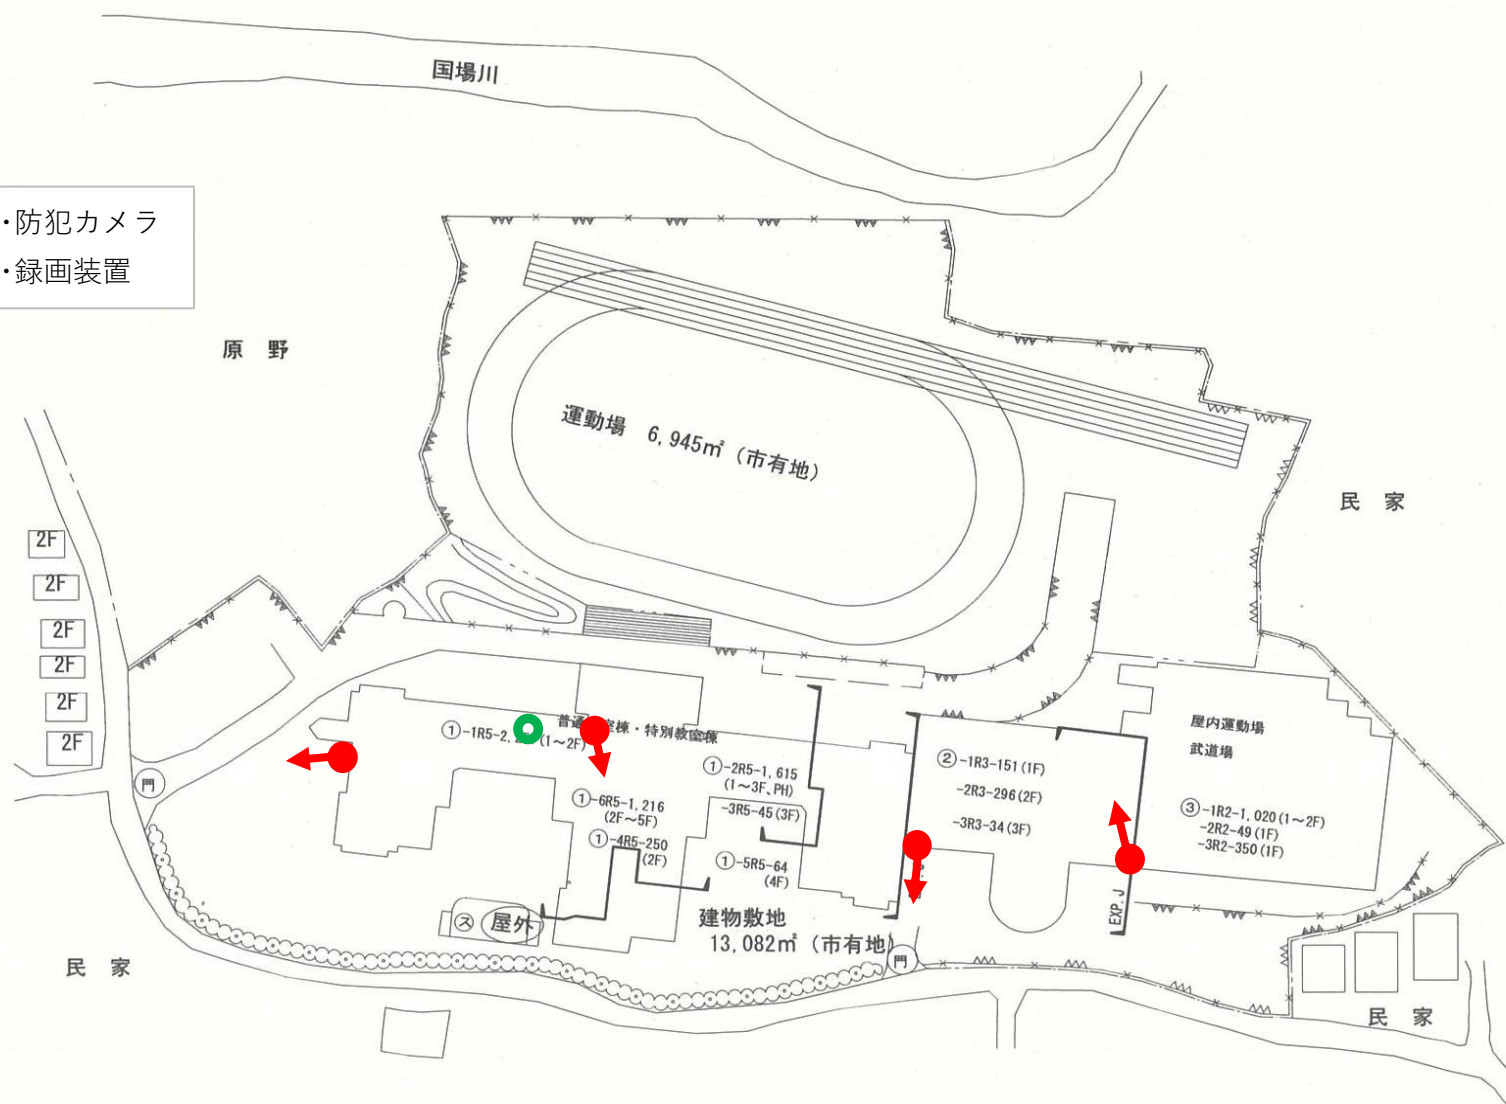 国場川
・防犯カメラ
・録画装置
原 野
運動場 6,945㎡ (市有地)
民 家
2F
2F
2F
2F
2F
2F
普通 室棟・特別教室棟
①-1R5-2, (1～2F)
屋内運動場
武道場
①-2R5-1,615
(1～3F、PH)
-3R5-45(3F)
②-1R3-151(1F)
-2R3-296(2F)
-3R3-34(3F)
門
①-6R5-1,216
(2F～5F)
①-4R5-250
(2F)
③-1R2-1,020(1～2F)
-2R2-49(1F)
-3R2-350(1F)
①-5R5-64
(4F)
EXP.J
ス 屋外
建物敷地
13,082㎡ (市有地)
門
民 家
民 家